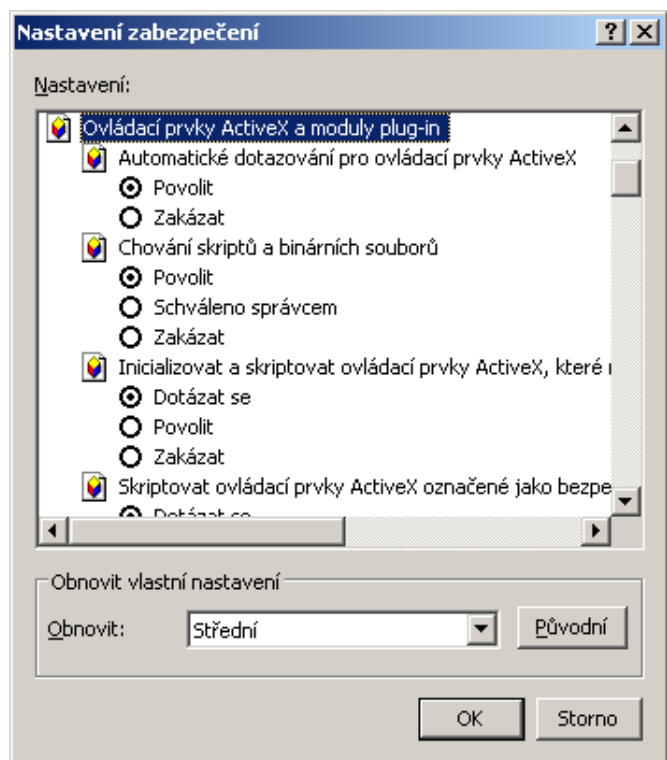 Nastavení zabezpečení
Nastavení:
Ovládací prvky ActiveX a moduly plug-in
Automatické dotazování pro ovládací prvky ActiveX
Povolit
Zakázat
Chování skriptů a binárních souborů
Povolit
Schváleno správcem
Zakázat
Inicializovat a skriptovat ovládací prvky ActiveX, které
Dotázat se
Povolit
Zakázat
Skriptovat ovládací prvky ActiveX označené jako bezpe
Dotázat se
Obnovit vlastní nastavení
Obnovit:
Střední
Původní
OK
Storno